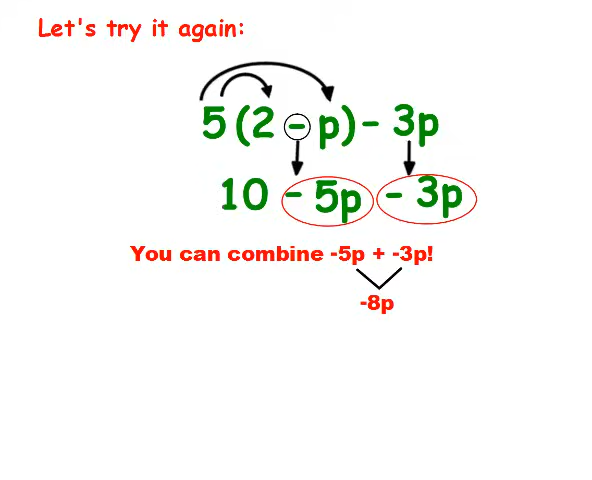 Let's try it again:
5(2 - p) - 3p
10 - 5p - 3p
You can combine -5p + -3p!
-8p